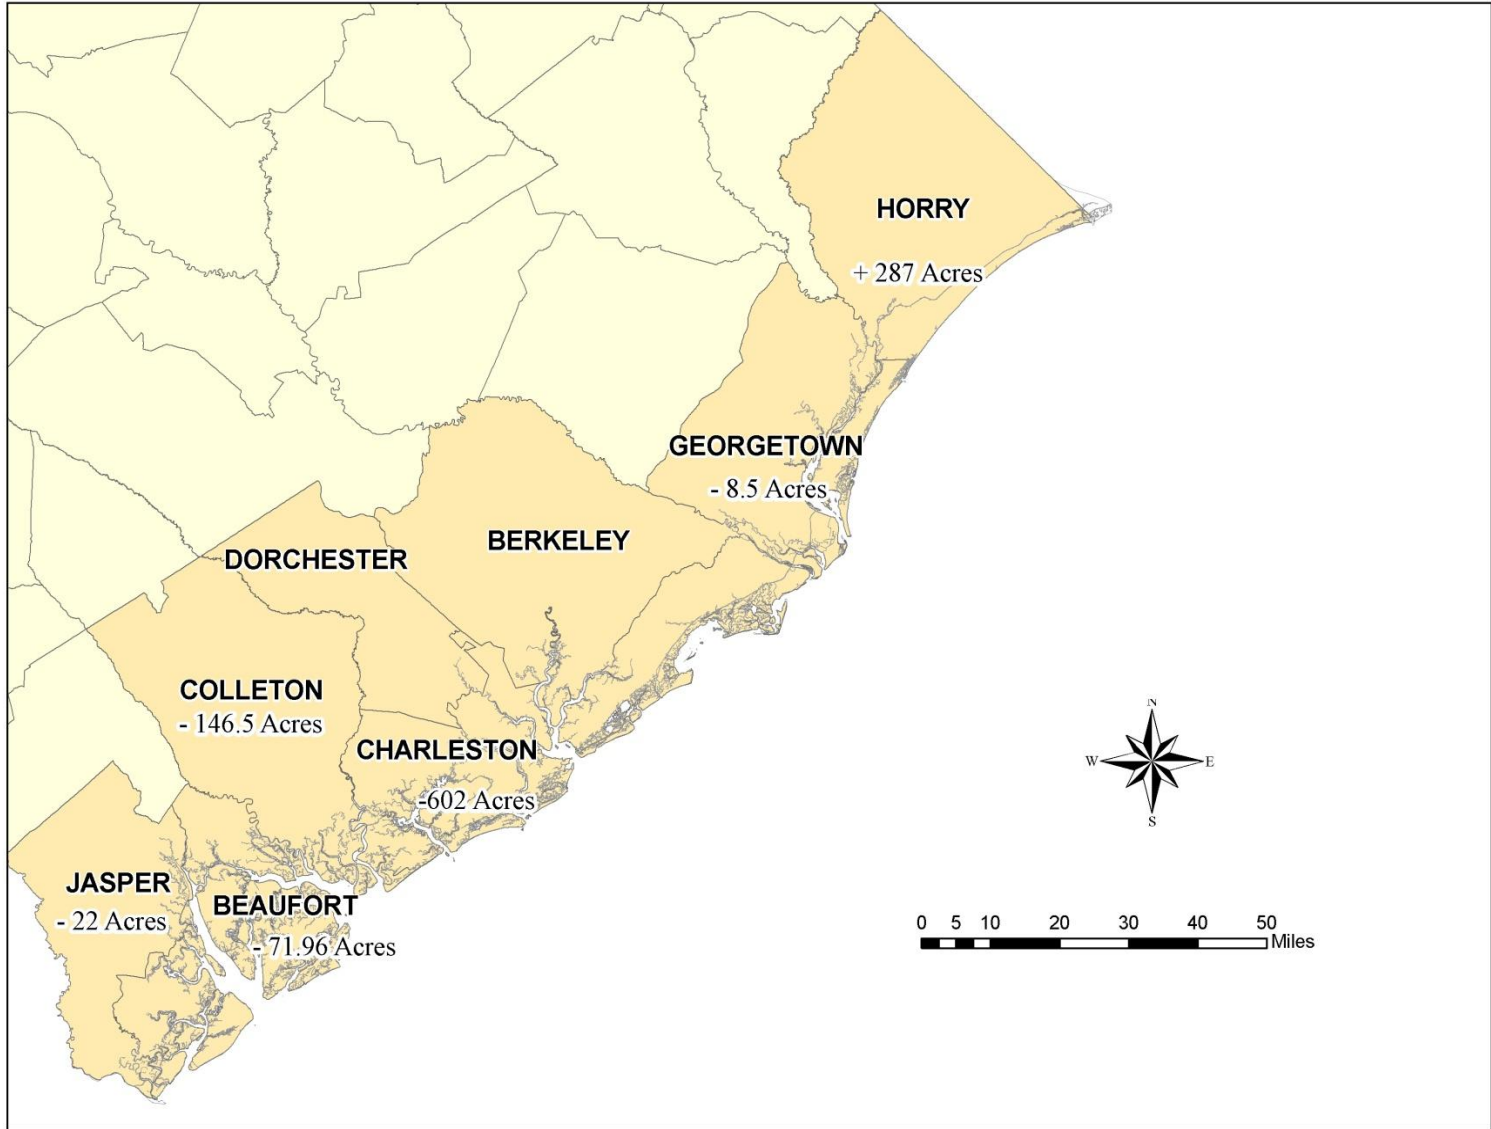 HORRY
+ 287 Acres
GEORGETOWN
- 8.5 Acres
BERKELEY
DORCHESTER
COLLETON
- 146.5 Acres
CHARLESTON
-602 Acres
JASPER
- 22 Acres
BEAUFORT
- 71.96 Acres
N
W E
S
0 5 10 20 30 40 50
Miles